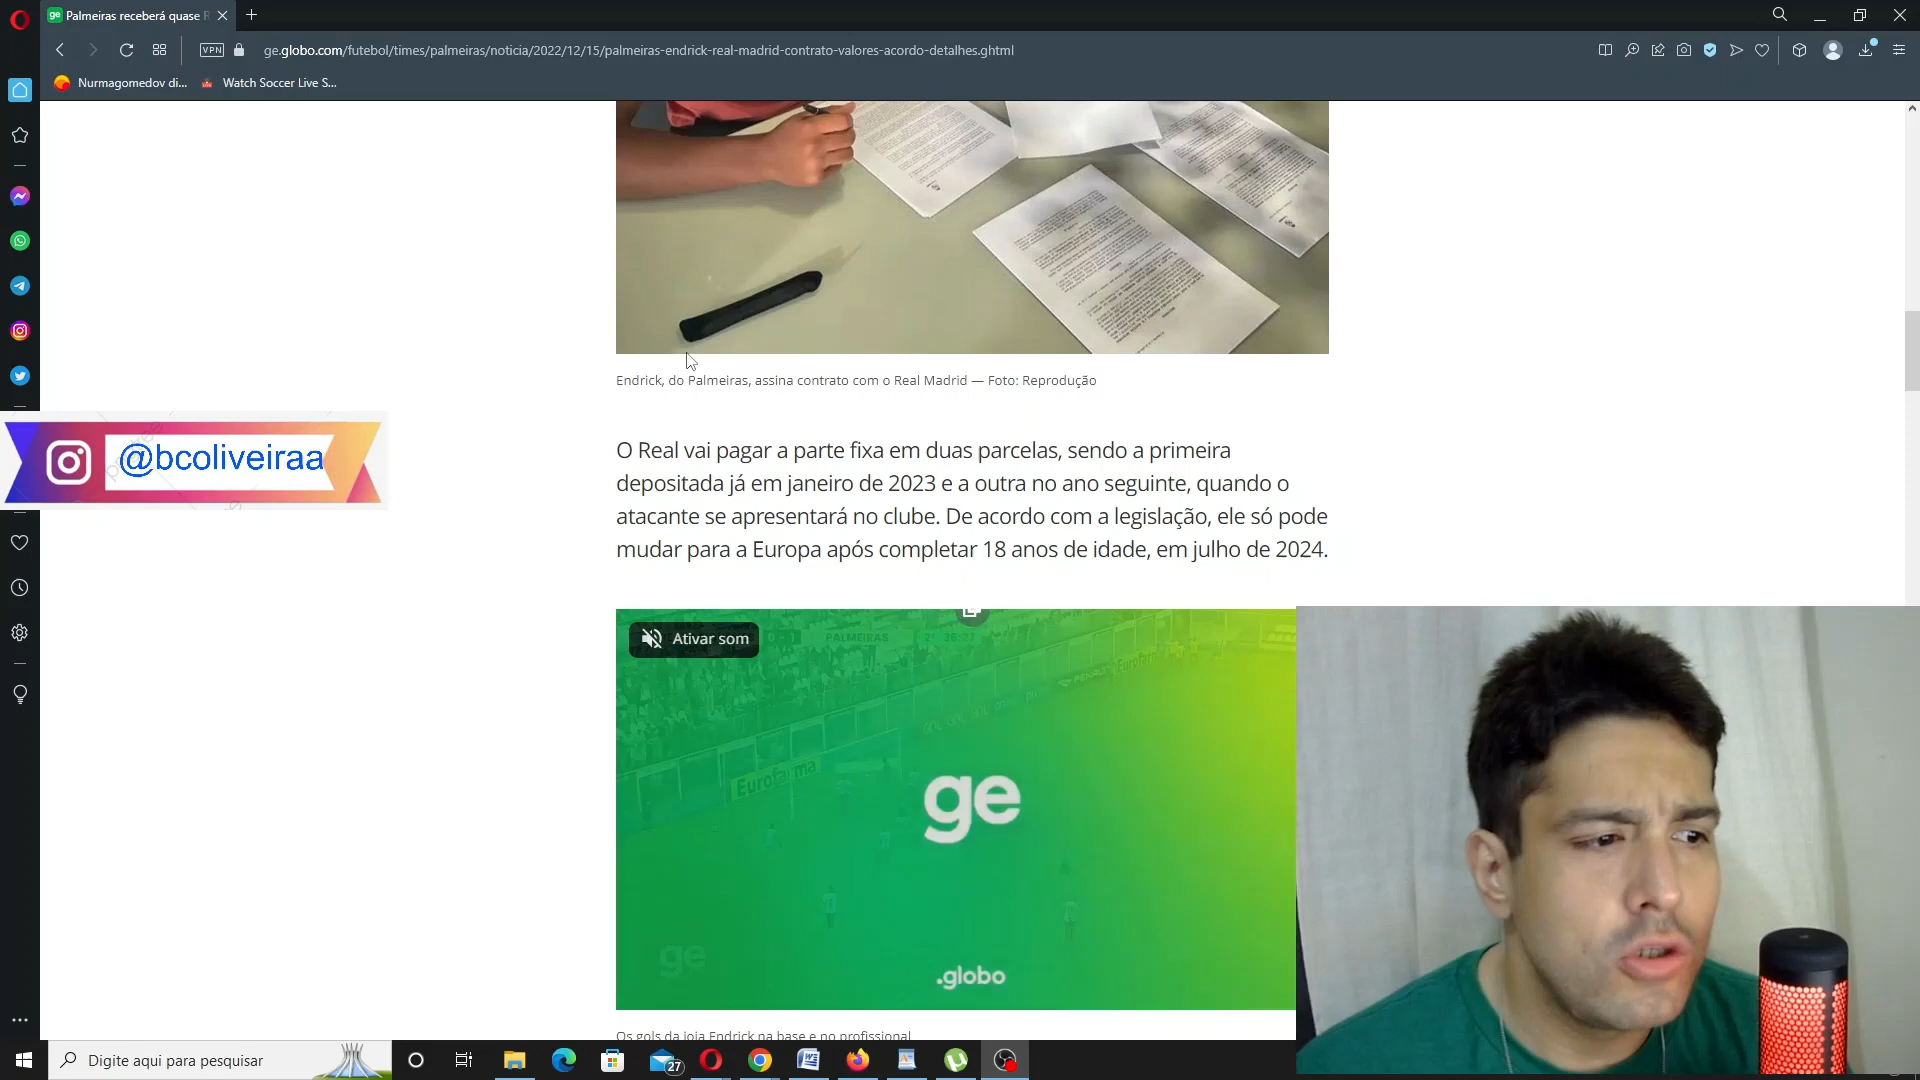 Palmeiras receberá quase R
VPN
ge.globo.com/futebol/times/palmeiras/noticia/2022/12/15/palmeiras-endrick-real-madrid-contrato-valores-acordo-detalhes.ghtml
Nurmagomedov di...
Watch Soccer Live S...
Endrick, do Palmeiras, assina contrato com o Real Madrid — Foto: Reprodução
@bcoliveiraa
O Real vai pagar a parte fixa em duas parcelas, sendo a primeira
depositada já em janeiro de 2023 e a outra no ano seguinte, quando o
atacante se apresentará no clube. De acordo com a legislação, ele só pode
mudar para a Europa após completar 18 anos de idade, em julho de 2024.
Ativar som
PALMEIRAS
Eurofarma
ge
ge
.globo
Os gols da joia Endrick na base e no profissional
Digite aqui para pesquisar
27